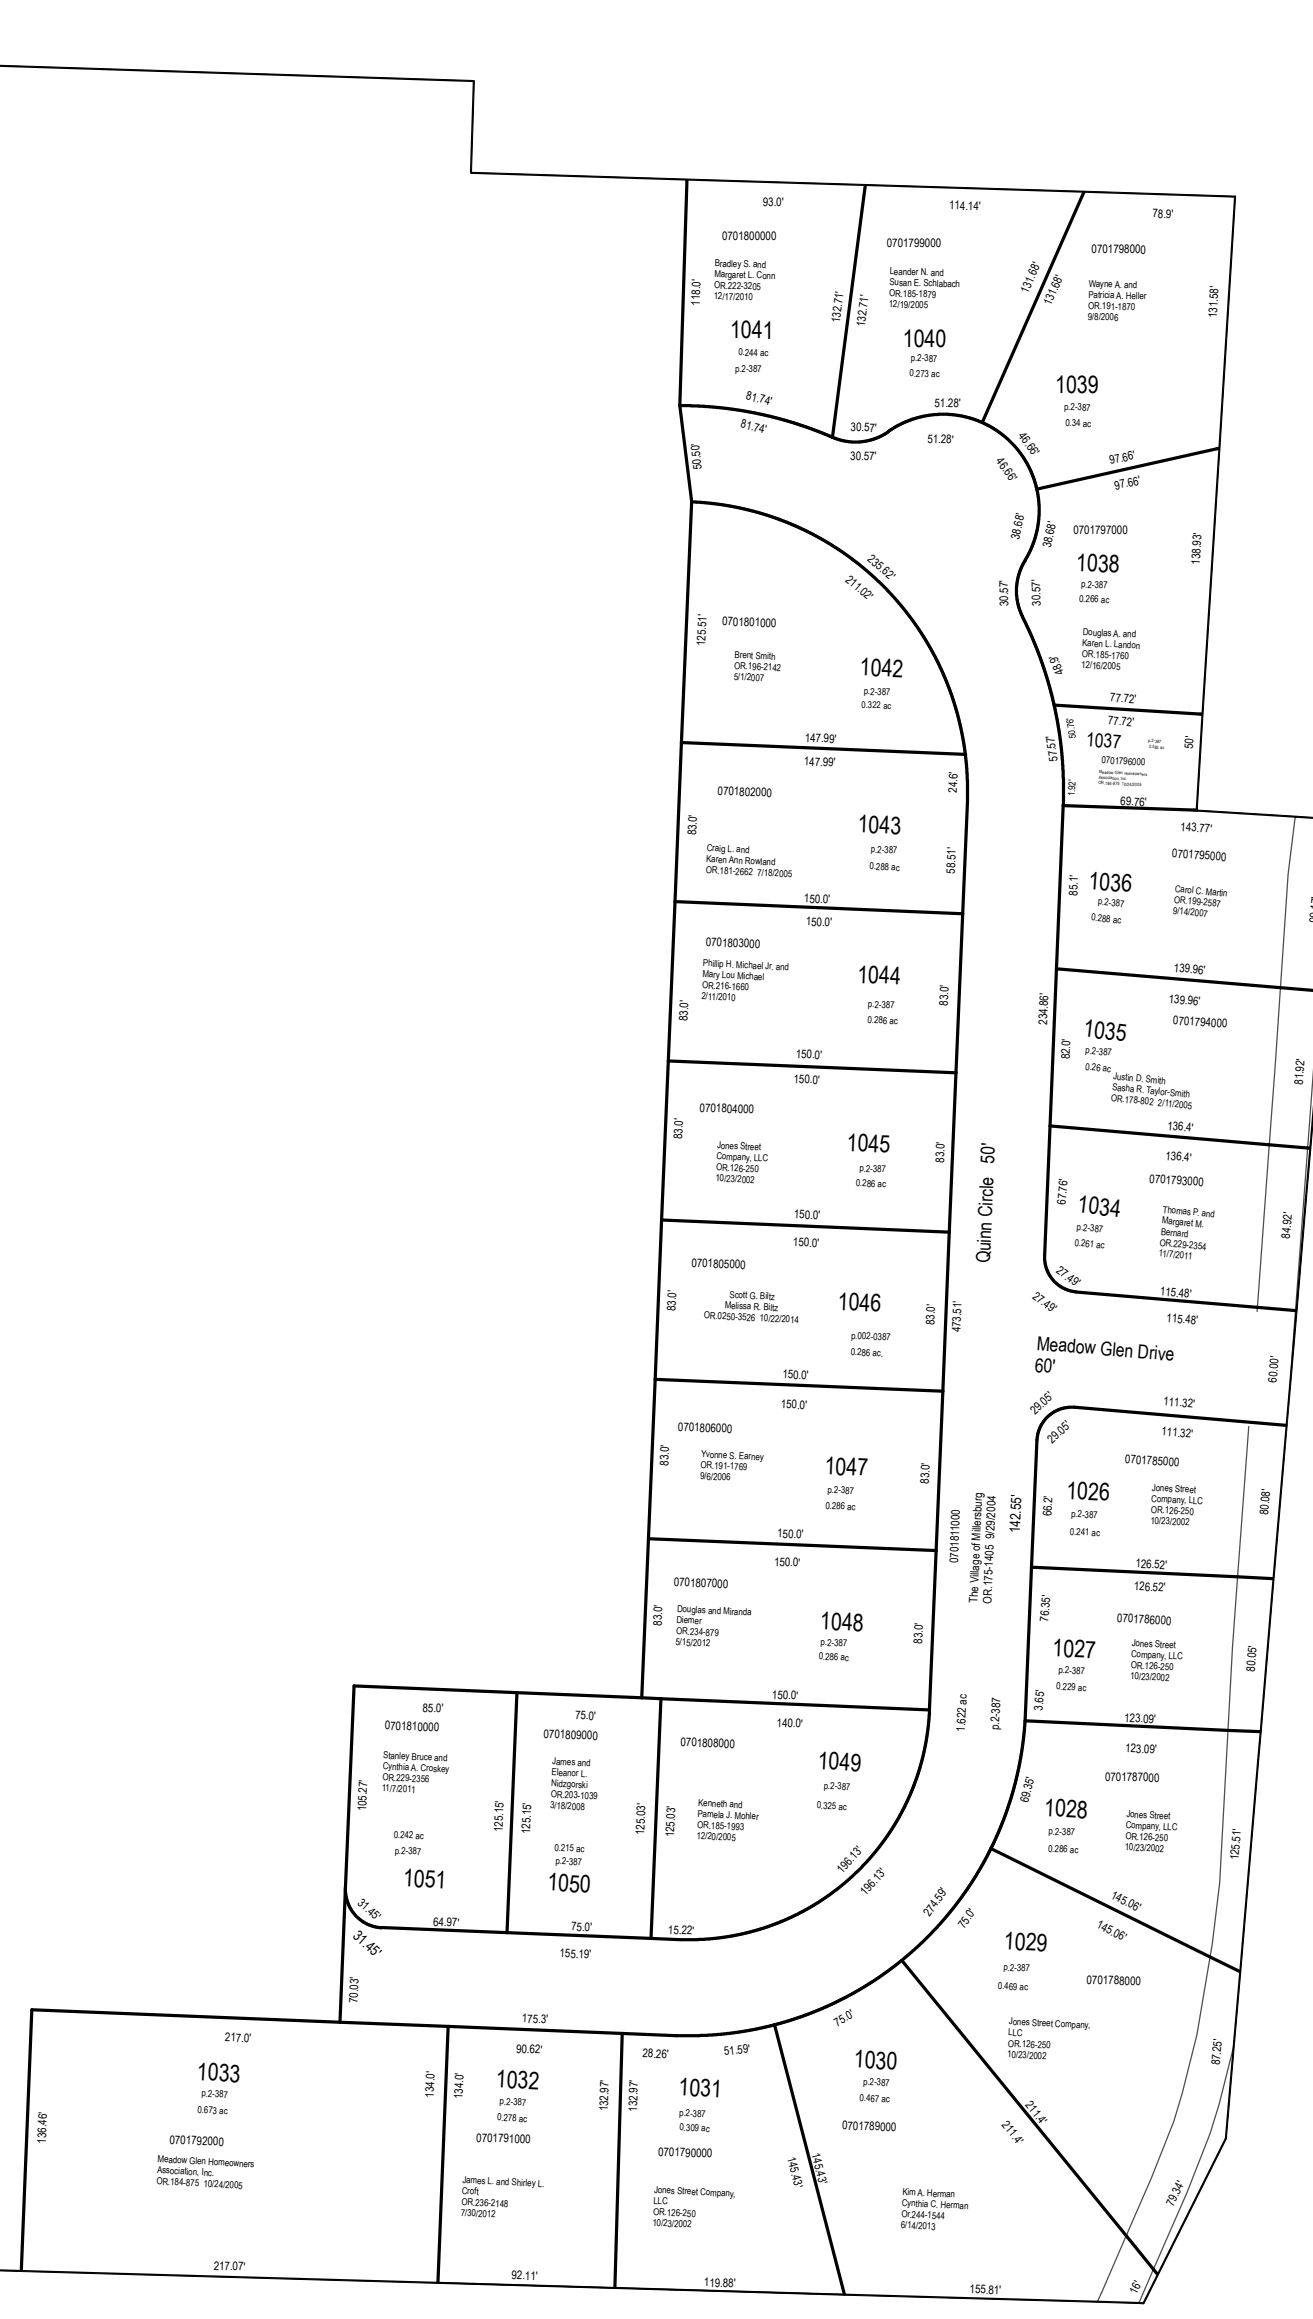 93.0'
114.14'
78.9'
0701800000
Bradley S. and
Margaret L. Conn
OR.222-3205
12/17/2010
118.0'
132.71'
1041
0.244 ac
p.2-387
81.74'
81.74'
50.50'
0701799000
Leander N. and
Susan E. Schlabach
OR.185-1879
12/19/2005
132.71'
131.68'
1040
p.2-387
0.273 ac
51.28'
51.28'
30.57'
30.57'
0701798000
Wayne A. and
Patricia A. Heller
OR.191-1870
9/8/2006
131.68'
131.58'
1039
p.2-387
0.34 ac
46.66'
46.66'
97.66'
97.66'
0701797000
1038
p.2-387
0.266 ac
Douglas A. and
Karen L. Landon
OR.185-1760
12/16/2005
38.68'
38.68'
138.93'
30.57'
30.57'
48.9'
77.72'
77.72'
50.76'
1037
0701796000
50'
57.57'
1.92'
69.76'
235.62'
211.02'
125.51'
0701801000
Brent Smith
OR.196-2142
5/1/2007
1042
p.2-387
0.322 ac
147.99'
147.99'
24.6'
0701802000
83.0'
1043
p.2-387
0.288 ac
Craig L. and
Karen Ann Rowland
OR.181-2662 7/18/2005
58.51'
150.0'
150.0'
143.77'
0701795000
85.1'
1036
p.2-387
0.288 ac
Carol C. Martin
OR.199-2587
9/14/2007
139.96'
139.96'
0701803000
Phillip H. Michael Jr. and
Mary Lou Michael
OR.216-1660
2/11/2010
1044
p.2-387
0.286 ac
83.0'
83.0'
150.0'
150.0'
234.86'
0701794000
1035
p.2-387
0.26 ac
82.0'
Justin D. Smith
Sasha R. Taylor-Smith
OR.178-802 2/11/2005
81.92'
136.4'
136.4'
0701804000
Jones Street
Company, LLC
OR.126-250
10/23/2002
1045
p.2-387
0.286 ac
83.0'
83.0'
150.0'
150.0'
Quinn Circle 50'
0701793000
67.76'
1034
p.2-387
0.261 ac
Thomas P. and
Margaret M.
Bernard
OR.229-2354
11/7/2011
84.92'
27.49'
27.49'
115.48'
115.48'
0701805000
Scott G. Biltz
Melissa R. Biltz
OR.0250-3526 10/22/2014
1046
p.002-0387
0.286 ac.
83.0'
83.0'
473.51'
150.0'
150.0'
Meadow Glen Drive
60'
60.00'
111.32'
111.32'
29.05'
29.05'
0701806000
Yvonne S. Earney
OR.191-1769
9/6/2006
1047
p.2-387
0.286 ac
83.0'
83.0'
150.0'
150.0'
0701811000
The Village of Millersburg
OR.175-1405 9/29/2004
142.55'
1.622 ac
p.2-387
0701785000
66.2'
1026
p.2-387
0.241 ac
Jones Street
Company, LLC
OR.126-250
10/23/2002
80.08'
126.52'
126.52'
0701807000
Douglas and Miranda
Diemer
OR.234-879
5/15/2012
1048
p.2-387
0.286 ac
83.0'
83.0'
150.0'
76.35'
0701786000
1027
p.2-387
0.229 ac
Jones Street
Company, LLC
OR.126-250
10/23/2002
80.05'
3.65'
123.09'
123.09'
85.0'
0701810000
Stanley Bruce and
Cynthia A. Croskey
OR.229-2356
11/7/2011
105.27'
125.15'
0.242 ac
p.2-387
1051
31.45'
31.45'
64.97'
75.0'
0701809000
James and
Eleanor L.
Nidzgorski
OR.203-1039
3/18/2008
125.15'
125.03'
0.215 ac
p.2-387
1050
75.0'
140.0'
0701808000
1049
p.2-387
0.325 ac
Kenneth and
Pamela J. Mohler
OR.185-1993
12/20/2005
125.03'
15.22'
196.13'
196.13'
69.35'
0701787000
1028
p.2-387
0.286 ac
Jones Street
Company, LLC
OR.126-250
10/23/2002
125.51'
274.59'
145.06'
145.06'
75.0'
1029
p.2-387
0.469 ac
0701788000
Jones Street Company,
LLC
OR.126-250
10/23/2002
87.25'
155.19'
70.03'
175.3'
217.0'
1033
p.2-387
0.673 ac
0701792000
Meadow Glen Homeowners
Association, Inc.
OR.184-875 10/24/2005
136.46'
134.0'
217.07'
90.62'
1032
p.2-387
0.278 ac
0701791000
James L. and Shirley L.
Croft
OR.236-2148
7/30/2012
134.0'
132.97'
92.11'
28.26'
51.59'
1031
p.2-387
0.309 ac
0701790000
Jones Street Company,
LLC
OR.126-250
10/23/2002
132.97'
145.43'
119.88'
75.0'
1030
p.2-387
0.467 ac
0701789000
Kim A. Herman
Cynthia C. Herman
Or.244-1544
6/14/2013
145.43'
211.4'
211.4'
155.81'
79.34'
16'